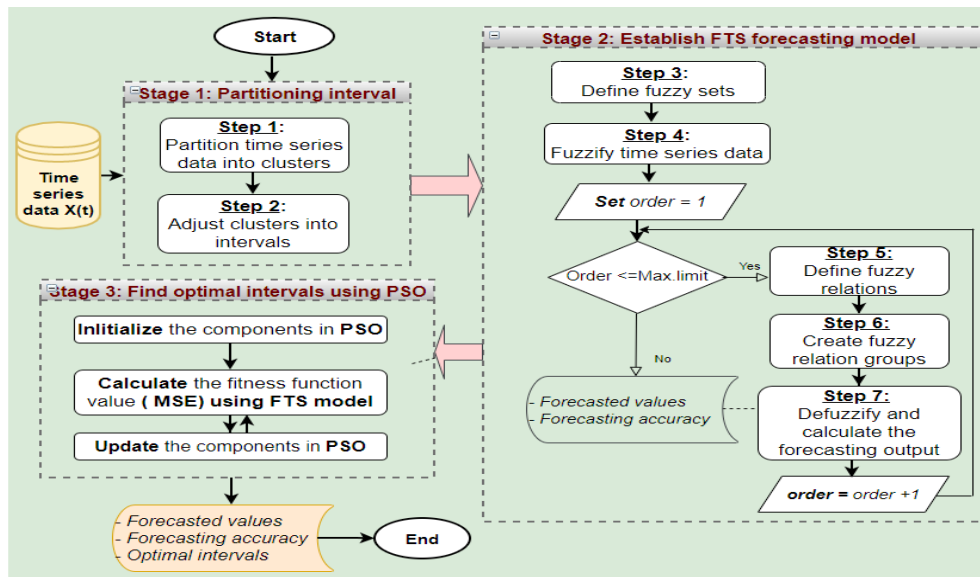 Start
Stage 1: Partitioning interval
Step 1:
Partition time series
data into clusters
Step 2:
Adjust clusters into
intervals
Time
series
data X(t)
Stage 2: Establish FTS forecasting model
Step 3:
Define fuzzy sets
Step 4:
Fuzzify time series data
Set order = 1
Order <=Max.limit
Yes
No
Step 5:
Define fuzzy
relations
Step 6:
Create fuzzy
relation groups
Step 7:
Defuzzify and
calculate the
forecasting output
order = order +1
- Forecasted values
- Forecasting accuracy
Stage 3: Find optimal intervals using PSO
Inlitialize the components in PSO
Calculate the fitness function
value ( MSE) using FTS model
Update the components in PSO
- Forecasted values
- Forecasting accuracy
- Optimal intervals
End